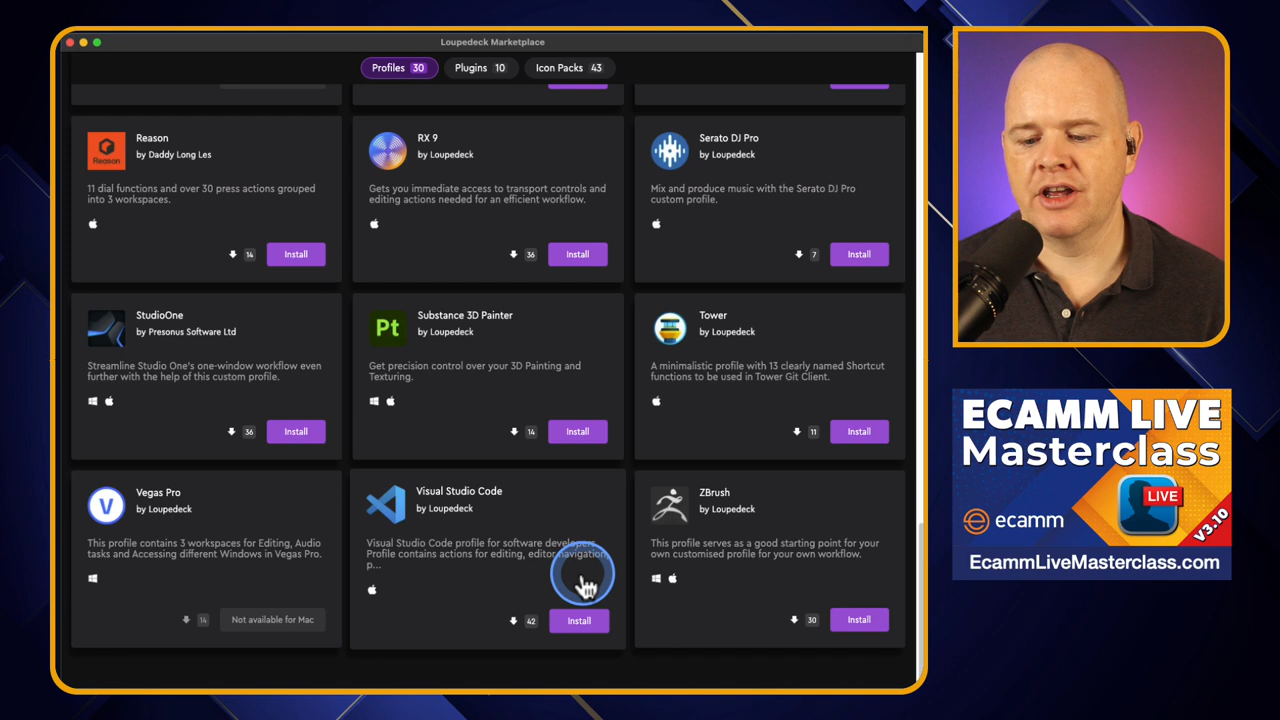 Loupedeck Marketplace
Profiles 30
Plugins 10
Icon Packs 43
Reason
by Daddy Long Les
Reason
11 dial functions and over 30 press actions grouped
into 3 workspaces.
14
Install
RX 9
by Loupedeck
Gets you immediate access to transport controls and
editing actions needed for an efficient workflow.
36
Install
Serato DJ Pro
by Loupedeck
Mix and produce music with the Serato DJ Pro
custom profile.
7
Install
StudioOne
by Presonus Software Ltd
Streamline Studio One's one-window workflow even
further with the help of this custom profile.
36
Install
Pt
Substance 3D Painter
by Loupedeck
Get precision control over your 3D Painting and
Texturing.
14
Install
Tower
by Loupedeck
A minimalistic profile with 13 clearly named Shortcut
functions to be used in Tower Git Client.
11
Install
V
Vegas Pro
by Loupedeck
This profile contains 3 workspaces for Editing, Audio
tasks and Accessing different Windows in Vegas Pro.
14
Not available for Mac
Visual Studio Code
by Loupedeck
Visual Studio Code profile for software developers.
Profile contains actions for editing, editor navigation,
p...
42
Install
ZBrush
by Loupedeck
This profile serves as a good starting point for your
own customised profile for your own workflow.
30
Install
ECAMM LIVE
Masterclass
LIVE
ecamm
V3.10
EcammLiveMasterclass.com